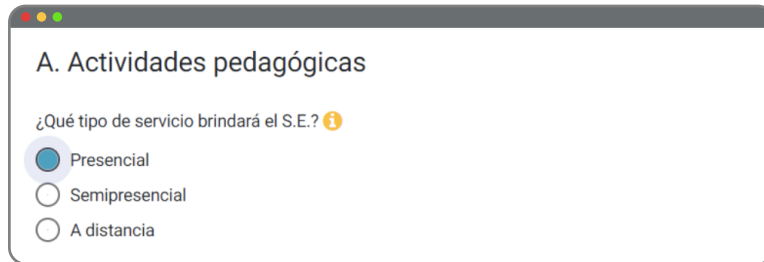 A. Actividades pedagógicas
¿Qué tipo de servicio brindará el S.E.?
Presencial
Semipresencial
A distancia